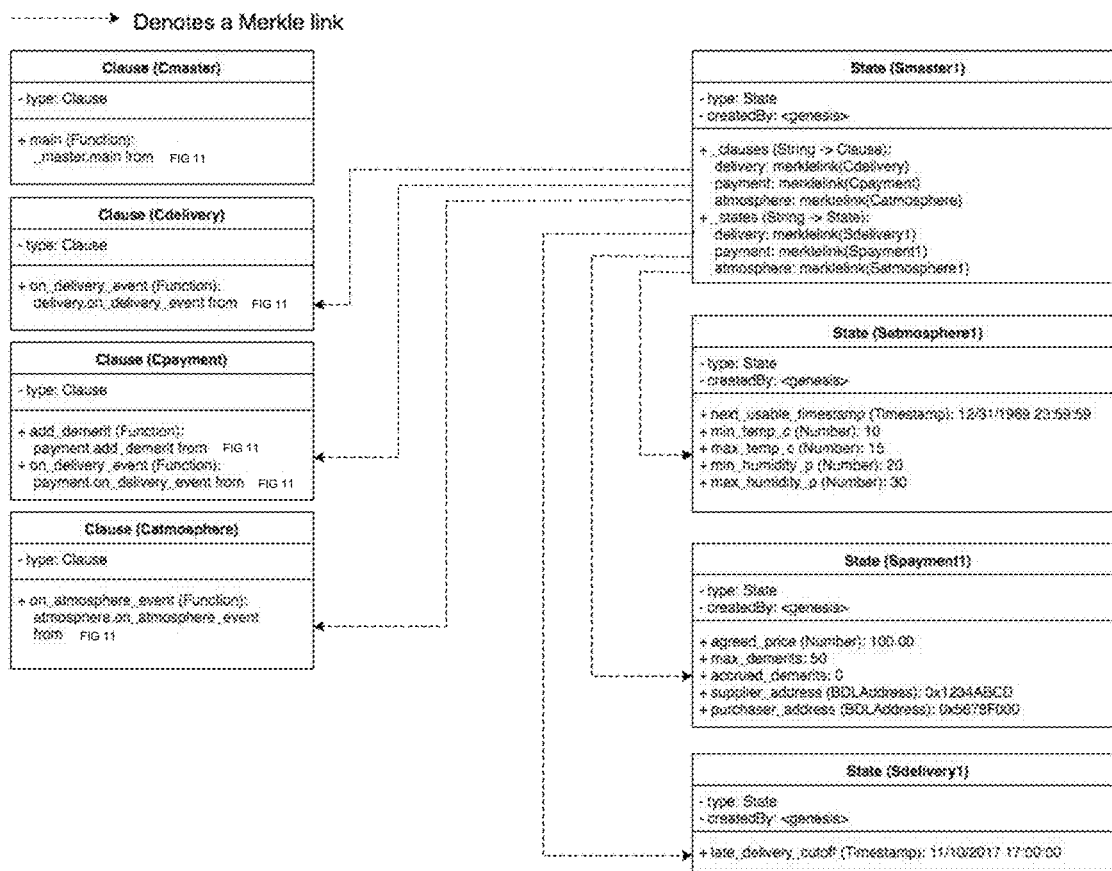 Denotes a Merkle link
Clause (Cmaster)
- type: Clause
+ main (Function):
_master.main from FIG 11
Clause (Cdelivery)
- type: Clause
+ on_delivery_event (Function):
delivery.on_delivery_event from FIG 11
Clause (Cpayment)
- type: Clause
+ add_demerit (Function):
payment.add_demerit from FIG 11
+ on_delivery_event (Function):
payment.on_delivery_event from FIG 11
Clause (Catmosphere)
- type: Clause
+ on_atmosphere_event (Function):
atmosphere.on_atmosphere_event
from FIG 11
State (Smaster1)
- type: State
- createdBy: <genesis>
+ _clauses (String -> Clause):
delivery: merklelink(Cdelivery)
payment: merklelink(Cpayment)
atmosphere: merklelink(Catmosphere)
+ _states (String -> State):
delivery: merklelink(Sdelivery1)
payment: merklelink(Spayment1)
atmosphere: merklelink(Satmosphere1)
State (Satmosphere1)
- type: State
- createdBy: <genesis>
+ next_usable_timestamp (Timestamp): 12/31/1969 23:59:59
+ min_temp_c (Number): 10
+ max_temp_c (Number): 15
+ min_humidity_p (Number): 20
+ max_humidity_p (Number): 30
State (Spayment1)
- type: State
- createdBy: <genesis>
+ agreed_price (Number): 100.00
+ max_demerits: 50
+ accrued_demerits: 0
+ supplier_address (BDLAddress): 0x1234ABCD
+ purchaser_address (BDLAddress): 0x5678F000
State (Sdelivery1)
- type: State
- createdBy: <genesis>
+ late_delivery_cutoff (Timestamp): 11/10/2017 17:00:00